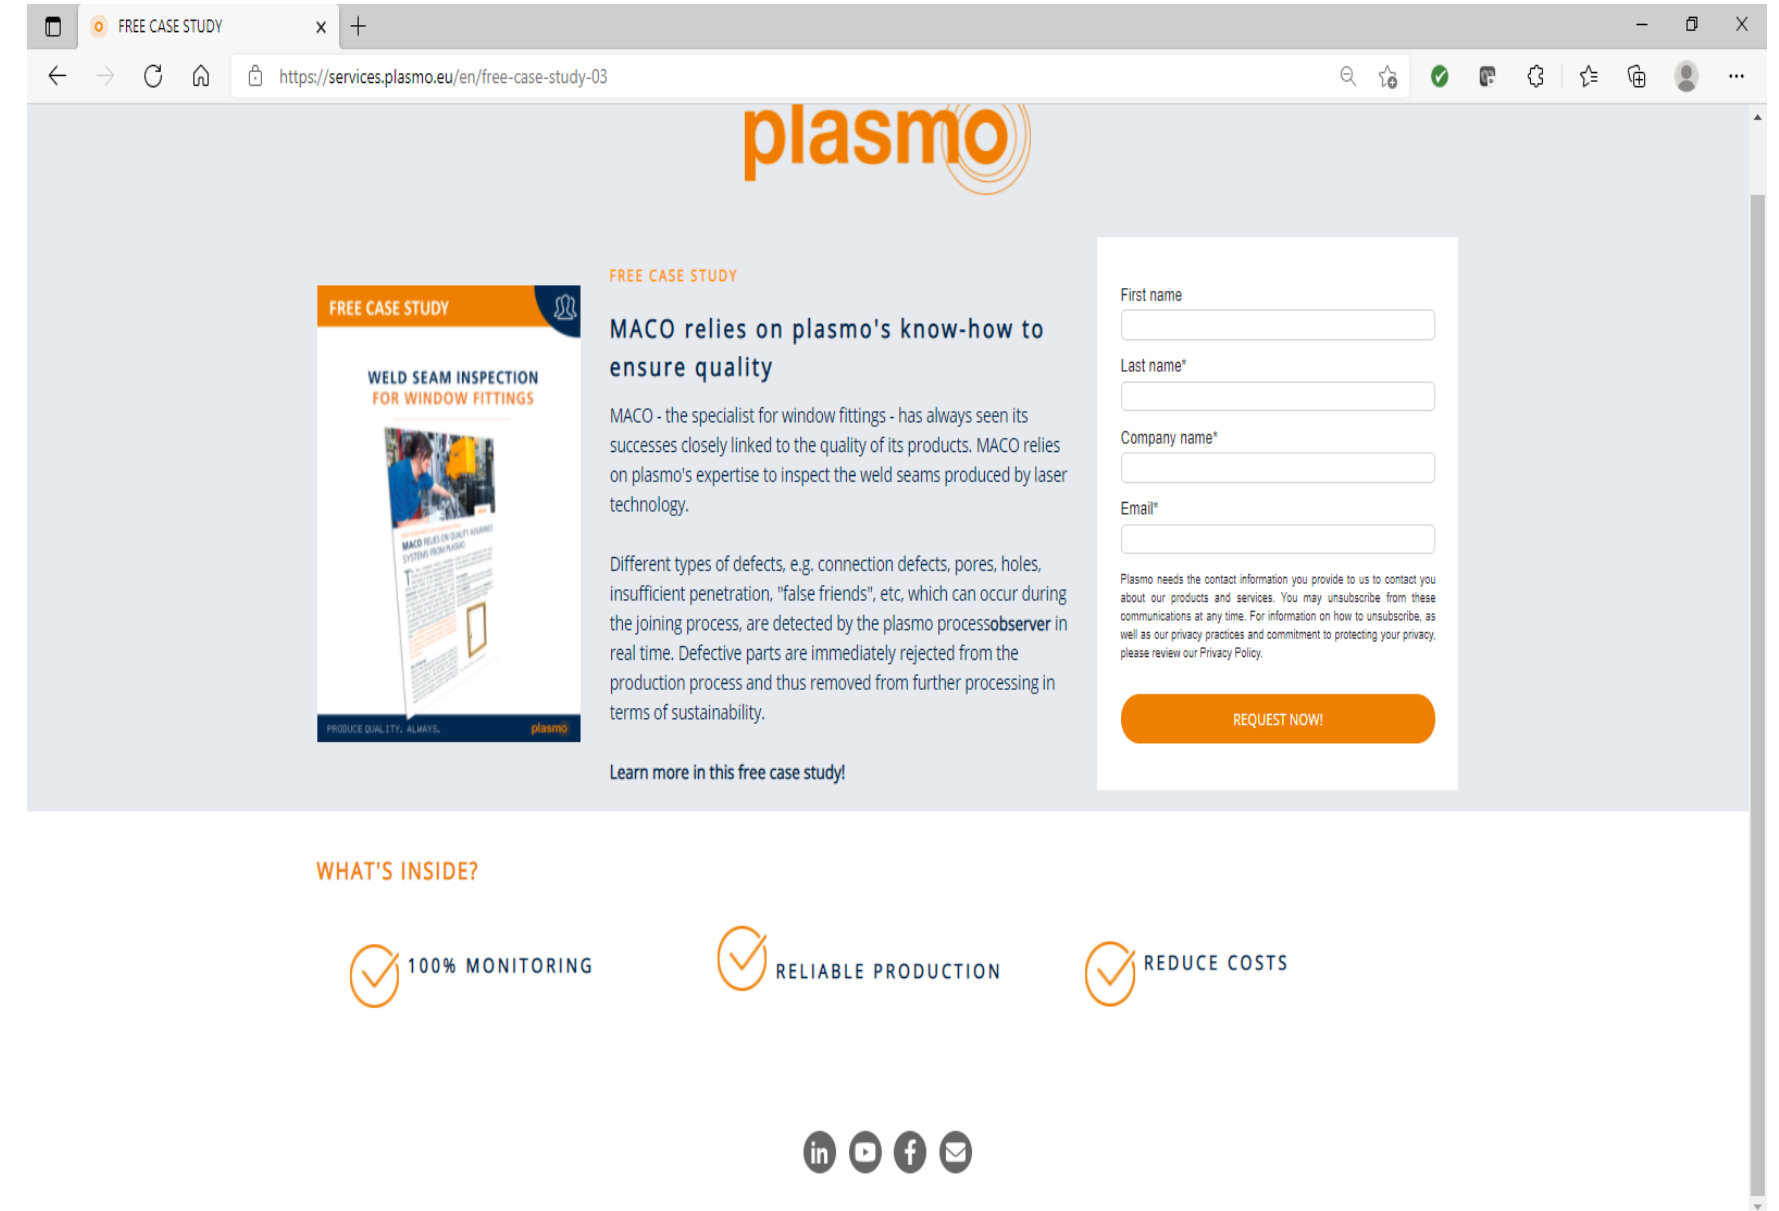 FREE CASE STUDY
https://services.plasmo.eu/en/free-case-study-03
plasmo
FREE CASE STUDY
WELD SEAM INSPECTION
FOR WINDOW FITTINGS
MACO RELIES ON QUALITY ASSURANCE
SYSTEMS FROM PLASMO
PRODUCE QUALITY. ALWAYS.
plasmo
FREE CASE STUDY
MACO relies on plasmo's know-how to
ensure quality
MACO - the specialist for window fittings - has always seen its
successes closely linked to the quality of its products. MACO relies
on plasmo's expertise to inspect the weld seams produced by laser
technology.
Different types of defects, e.g. connection defects, pores, holes,
insufficient penetration, "false friends", etc, which can occur during
the joining process, are detected by the plasmo processobserver in
real time. Defective parts are immediately rejected from the
production process and thus removed from further processing in
terms of sustainability.
Learn more in this free case study!
First name
Last name*
Company name*
Email*
Plasmo needs the contact information you provide to us to contact you
about our products and services. You may unsubscribe from these
communications at any time. For information on how to unsubscribe, as
well as our privacy practices and commitment to protecting your privacy,
please review our Privacy Policy.
REQUEST NOW!
WHAT'S INSIDE?
100% MONITORING
RELIABLE PRODUCTION
REDUCE COSTS